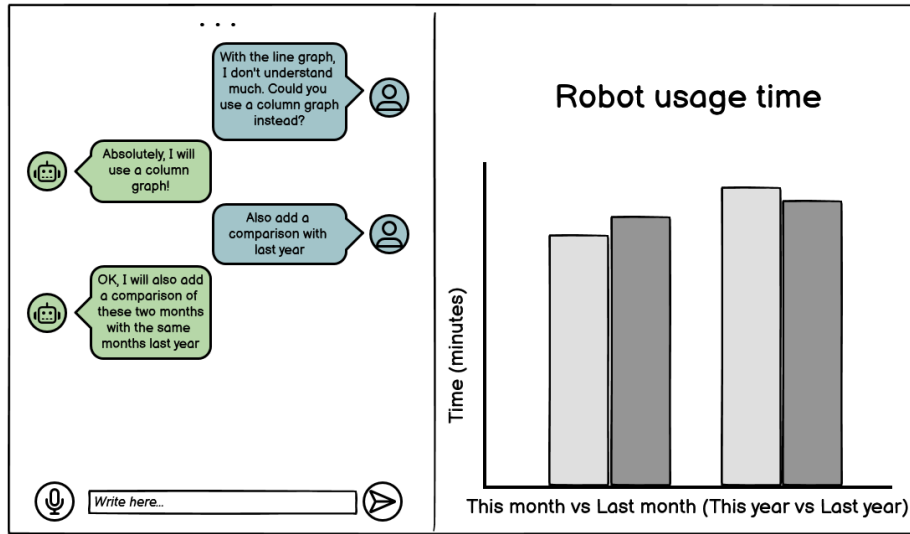 With the line graph,
I don't understand
much. Could you
use a column graph
instead?
Absolutely, I will
use a column
graph!
Also add a
comparison with
last year
OK, I will also add
a comparison of
these two months
with the same
months last year
Write here...
Robot usage time
Time (minutes)
This month vs Last month (This year vs Last year)